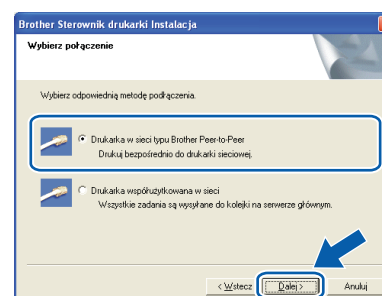 Brother Sterownik drukarki Instalacja
Wybierz połączenie
Wybierz odpowiednią metodę podłączenia.
Drukarka w sieci typu Brother Peer-to-Peer
Drukuj bezpośrednio do drukarki sieciowej.
Drukarka współużytkowana w sieci
Wszystkie zadania są wysyłane do kolejki na serwerze głównym.
< Wstecz Dalej > Anuluj